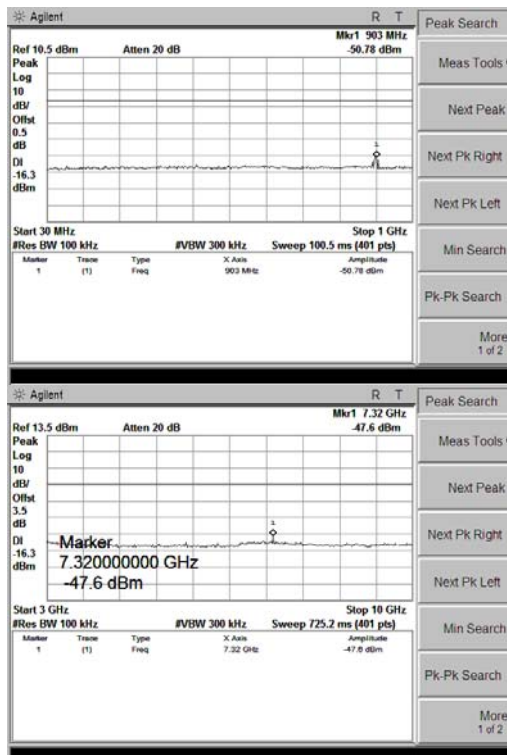 Agilent R T
Mkr1 903 MHz
Ref 10.5 dBm Atten 20 dB -50.78 dBm
Peak
Log
10
dB/
Offst
0.5
dB
DI
-16.3
dBm
1
Start 30 MHz Stop 1 GHz
#Res BW 100 kHz #VBW 300 kHz Sweep 100.5 ms (401 pts)
Marker Trace Type X Axis Amplitude
1 (1) Freq 903 MHz -50.78 dBm
Peak Search
Meas Tools
Next Peak
Next Pk Right
Next Pk Left
Min Search
Pk-Pk Search
More
1 of 2
Agilent R T
Mkr1 7.32 GHz
Ref 13.5 dBm Atten 20 dB -47.6 dBm
Peak
Log
10
dB/
Offst
3.5
dB
DI
-16.3
dBm
1
Marker
7.320000000 GHz
-47.6 dBm
Start 3 GHz Stop 10 GHz
#Res BW 100 kHz #VBW 300 kHz Sweep 725.2 ms (401 pts)
Marker Trace Type X Axis Amplitude
1 (1) Freq 7.32 GHz -47.6 dBm
Peak Search
Meas Tools
Next Peak
Next Pk Right
Next Pk Left
Min Search
Pk-Pk Search
More
1 of 2